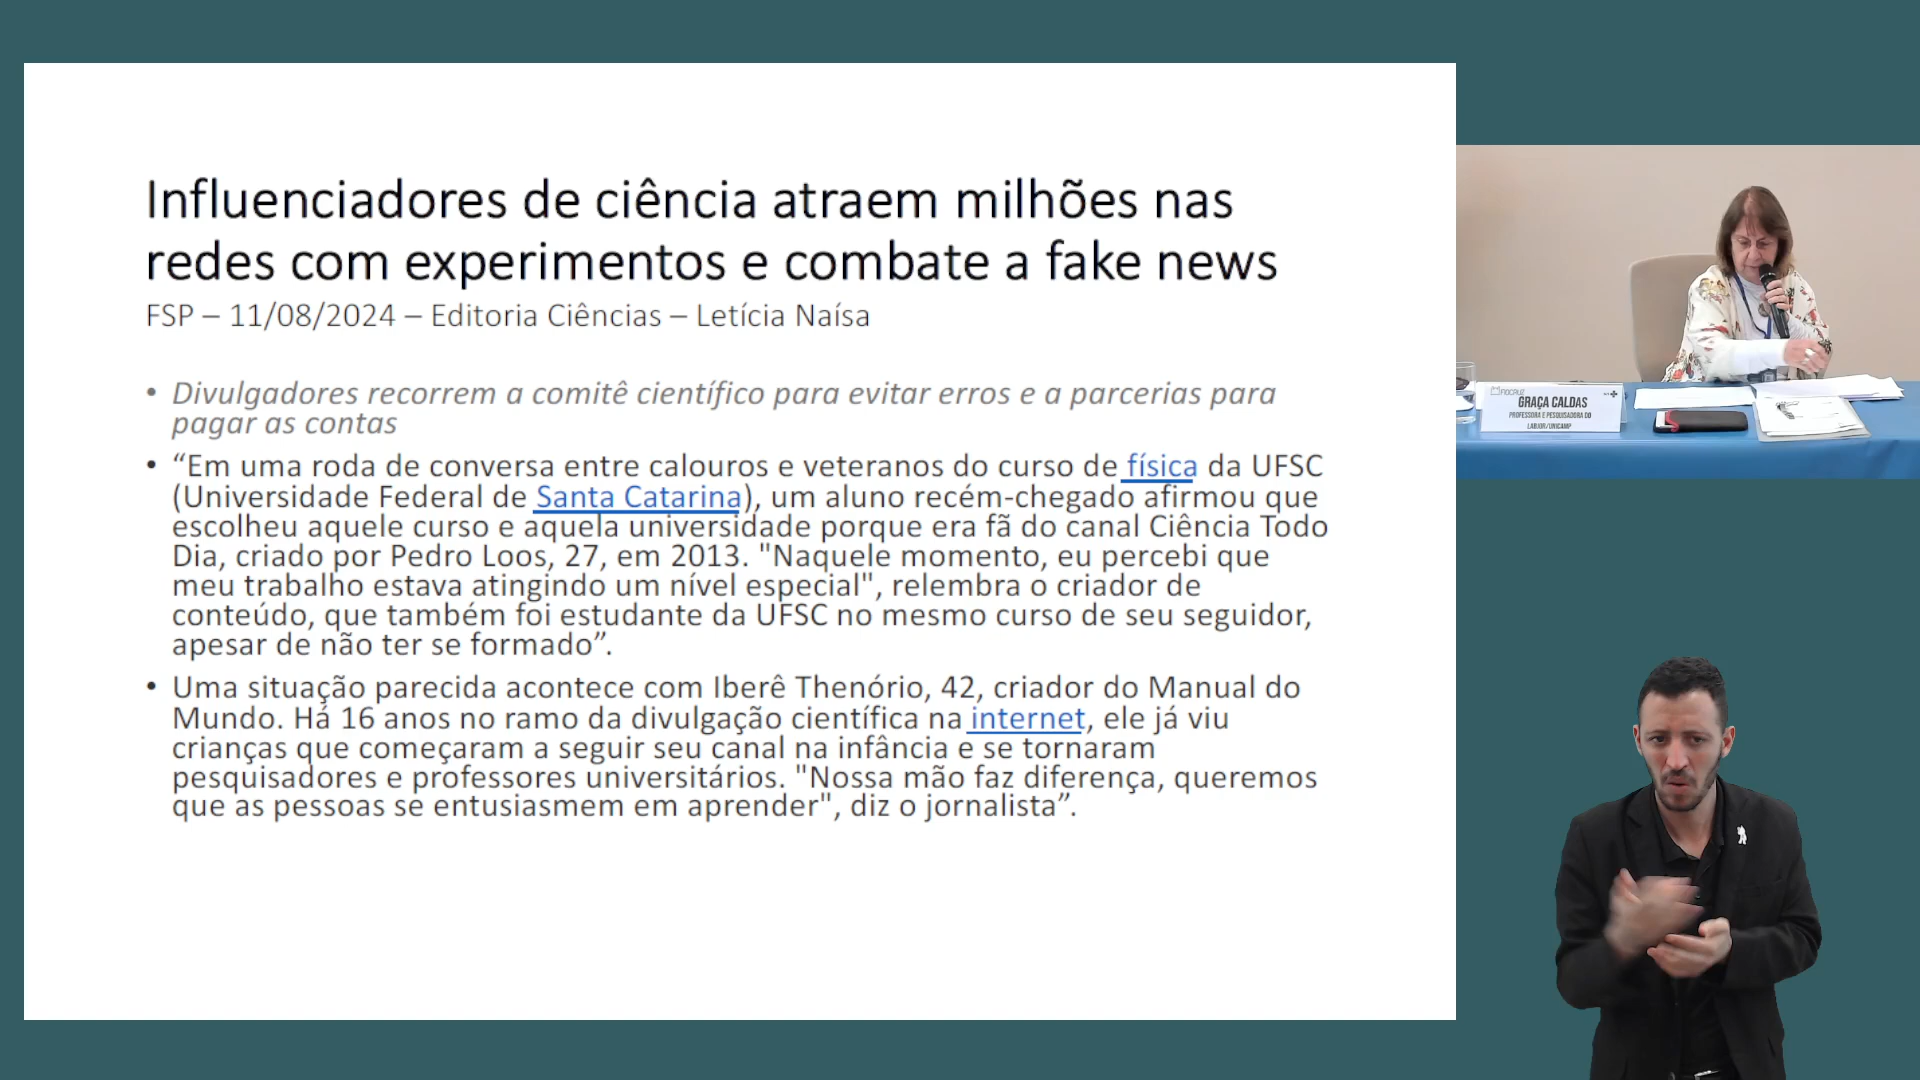 Influenciadores de ciência atraem milhões nas
redes com experimentos e combate a fake news
FSP – 11/08/2024 – Editoria Ciências – Letícia Naísa
• Divulgadores recorrem a comitê científico para evitar erros e a parcerias para
pagar as contas
• “Em uma roda de conversa entre calouros e veteranos do curso de física da UFSC
(Universidade Federal de Santa Catarina), um aluno recém-chegado afirmou que
escolheu aquele curso e aquela universidade porque era fã do canal Ciência Todo
Dia, criado por Pedro Loos, 27, em 2013. "Naquele momento, eu percebi que
meu trabalho estava atingindo um nível especial", relembra o criador de
conteúdo, que também foi estudante da UFSC no mesmo curso de seu seguidor,
apesar de não ter se formado”.
• Uma situação parecida acontece com Iberê Thenório, 42, criador do Manual do
Mundo. Há 16 anos no ramo da divulgação científica na internet, ele já viu
crianças que começaram a seguir seu canal na infância e se tornaram
pesquisadores e professores universitários. "Nossa mão faz diferença, queremos
que as pessoas se entusiasmem em aprender", diz o jornalista”.
FIOCRUZ
GRAÇA CALDAS
PROFESSORA E PESQUISADORA DO
LABJOR/UNICAMP